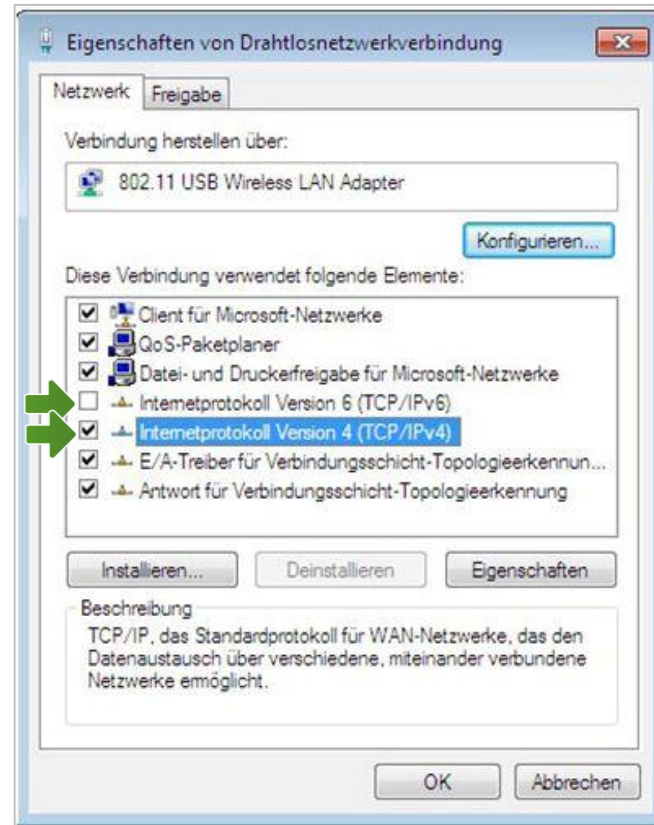 Eigenschaften von Drahtlosnetzwerkverbindung
Netzwerk
Freigabe
Verbindung herstellen über:
802.11 USB Wireless LAN Adapter
Konfigurieren...
Diese Verbindung verwendet folgende Elemente:
Client für Microsoft-Netzwerke
QoS-Paketplaner
Datei- und Druckerfreigabe für Microsoft-Netzwerke
Internetprotokoll Version 6 (TCP/IPv6)
Internetprotokoll Version 4 (TCP/IPv4)
E/A-Treiber für Verbindungsschicht-Topologieerkennun...
Antwort für Verbindungsschicht-Topologieerkennung
Installieren...
Deinstallieren
Eigenschaften
Beschreibung
TCP/IP, das Standardprotokoll für WAN-Netzwerke, das den
Datenaustausch über verschiedene, miteinander verbundene
Netzwerke ermöglicht.
OK
Abbrechen